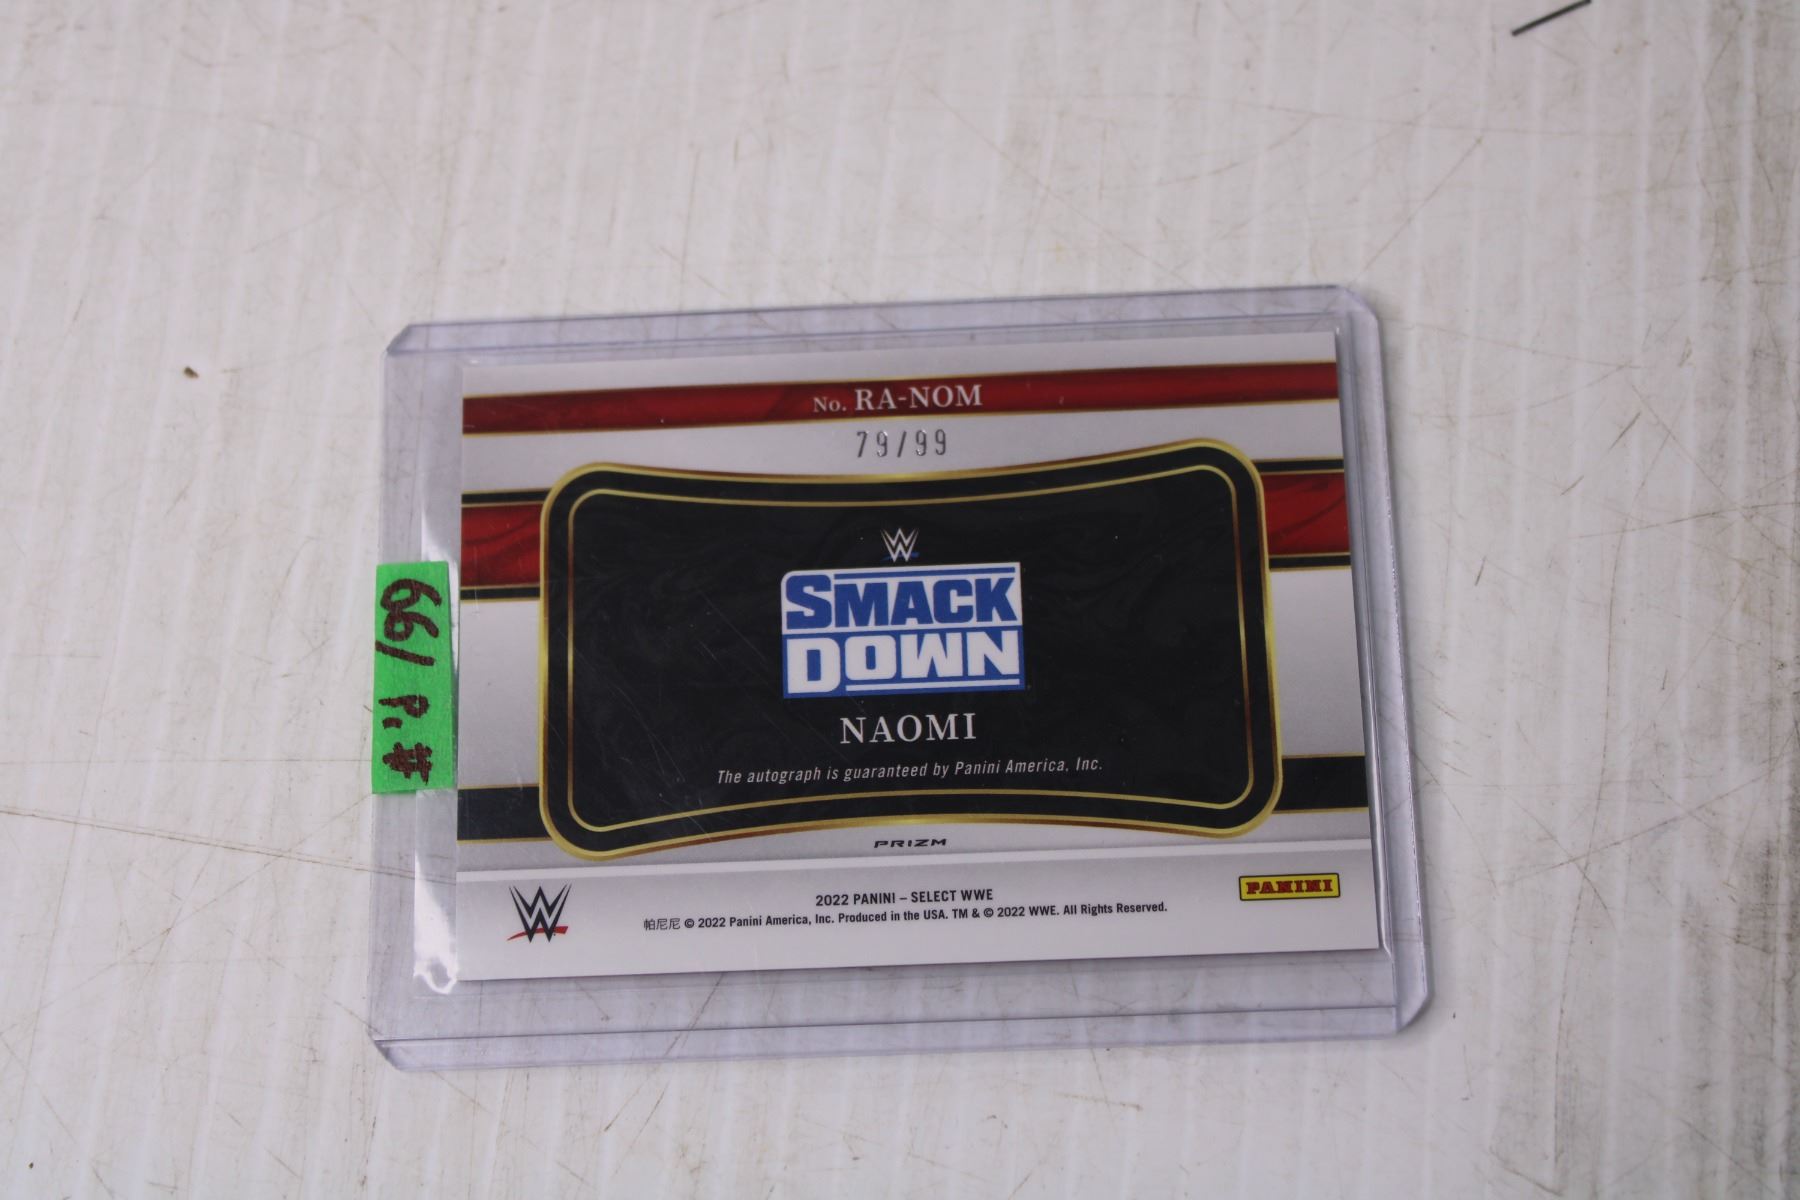 No. RA-NOM
79/99
W
SMACK
DOWN
NAOMI
The autograph is guaranteed by Panini America, Inc.
PRIZM
W
2022 PANINI – SELECT WWE
帕尼尼 © 2022 Panini America, Inc. Produced in the USA. TM & © 2022 WWE. All Rights Reserved.
PANINI
66/ P.#